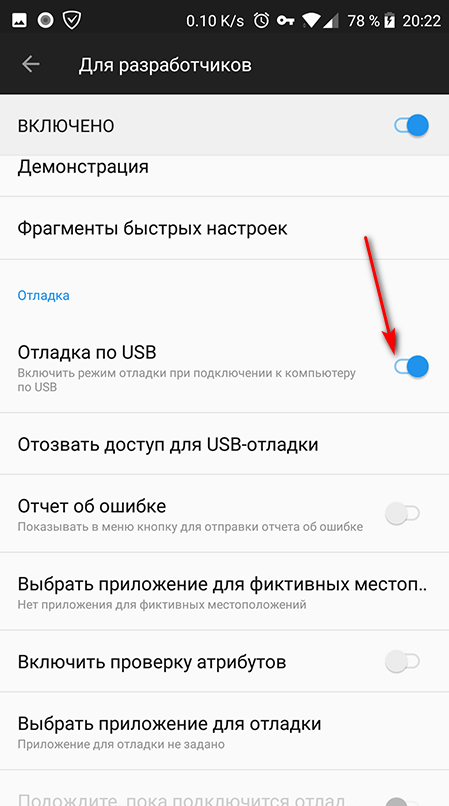 0.10 K/s 78 % 20:22
Для разработчиков
ВКЛЮЧЕНО
Демонстрация
Фрагменты быстрых настроек
Отладка
Отладка по USB
Включить режим отладки при подключении к компьютеру
по USB
Отозвать доступ для USB-отладки
Отчет об ошибке
Показывать в меню кнопку для отправки отчета об ошибке
Выбрать приложение для фиктивных местоп..
Нет приложения для фиктивных местоположений
Включить проверку атрибутов
Выбрать приложение для отладки
Приложение для отладки не задано
Подождите, пока подключится отлад